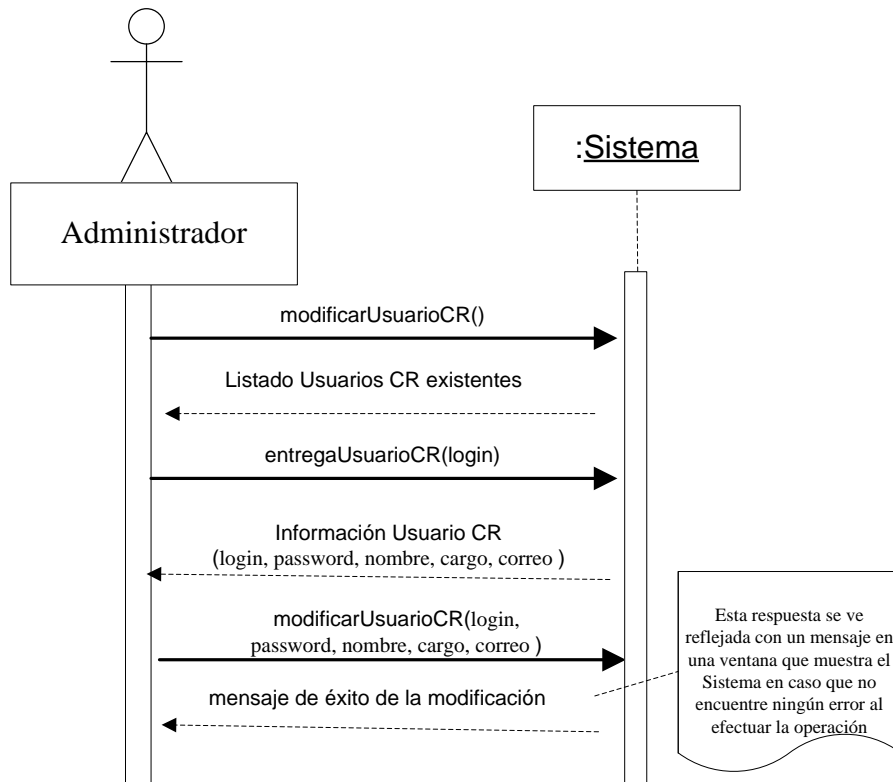 :Sistema
Administrador
modificarUsuarioCR()
Listado Usuarios CR existentes
entregaUsuarioCR(login)
Información Usuario CR
(login, password, nombre, cargo, correo )
modificarUsuarioCR(login,
password, nombre, cargo, correo )
mensaje de éxito de la modificación
Esta respuesta se ve
reflejada con un mensaje en
una ventana que muestra el
Sistema en caso que no
encuentre ningún error al
efectuar la operación